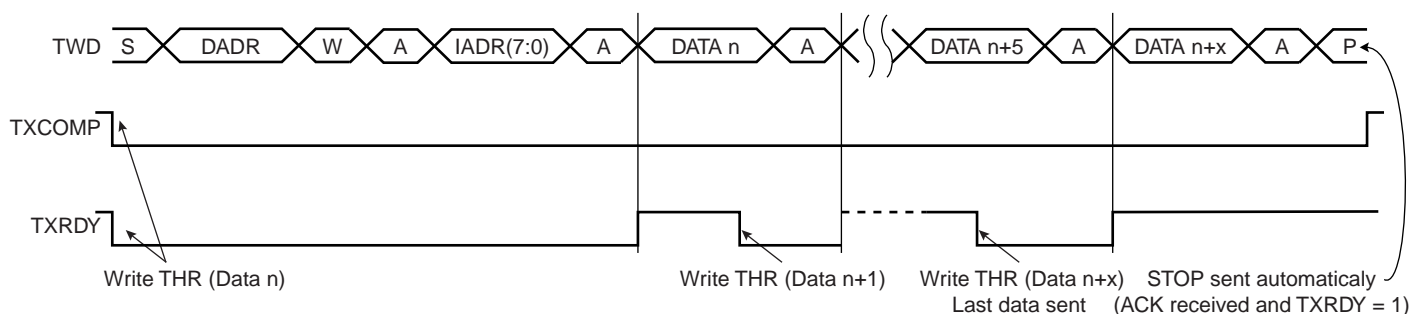 TWD S DADR W A IADR(7:0) A DATA n A DATA n+5 A DATA n+x A P
TXCOMP
TXRDY
Write THR (Data n) Write THR (Data n+1) Write THR (Data n+x) STOP sent automaticaly
Last data sent (ACK received and TXRDY = 1)